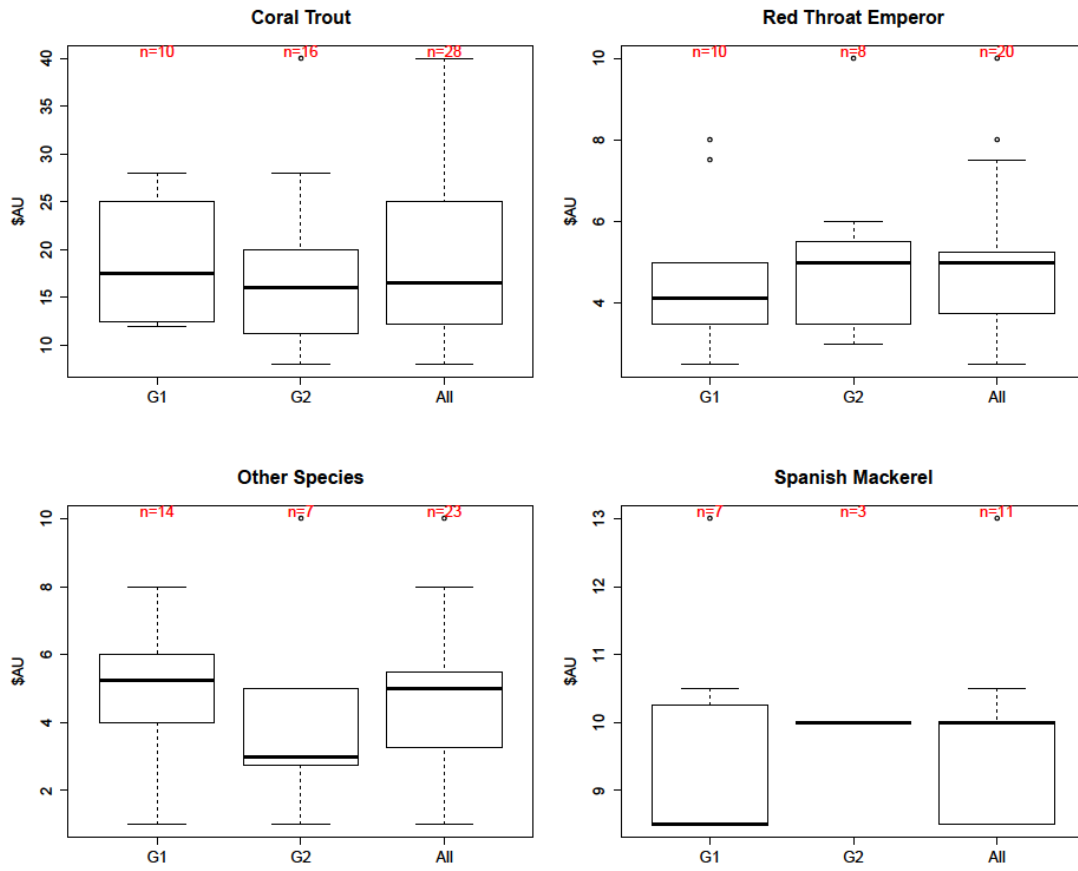 Coral Trout
n=10 n=16 n=28
40
35
30
25
20
15
10
$AU
G1 G2 All
Red Throat Emperor
n=10 n=8 n=20
10
8
6
4
$AU
G1 G2 All
Other Species
n=14 n=7 n=23
10
8
6
4
2
$AU
G1 G2 All
Spanish Mackerel
n=7 n=3 n=11
13
12
11
10
9
$AU
G1 G2 All